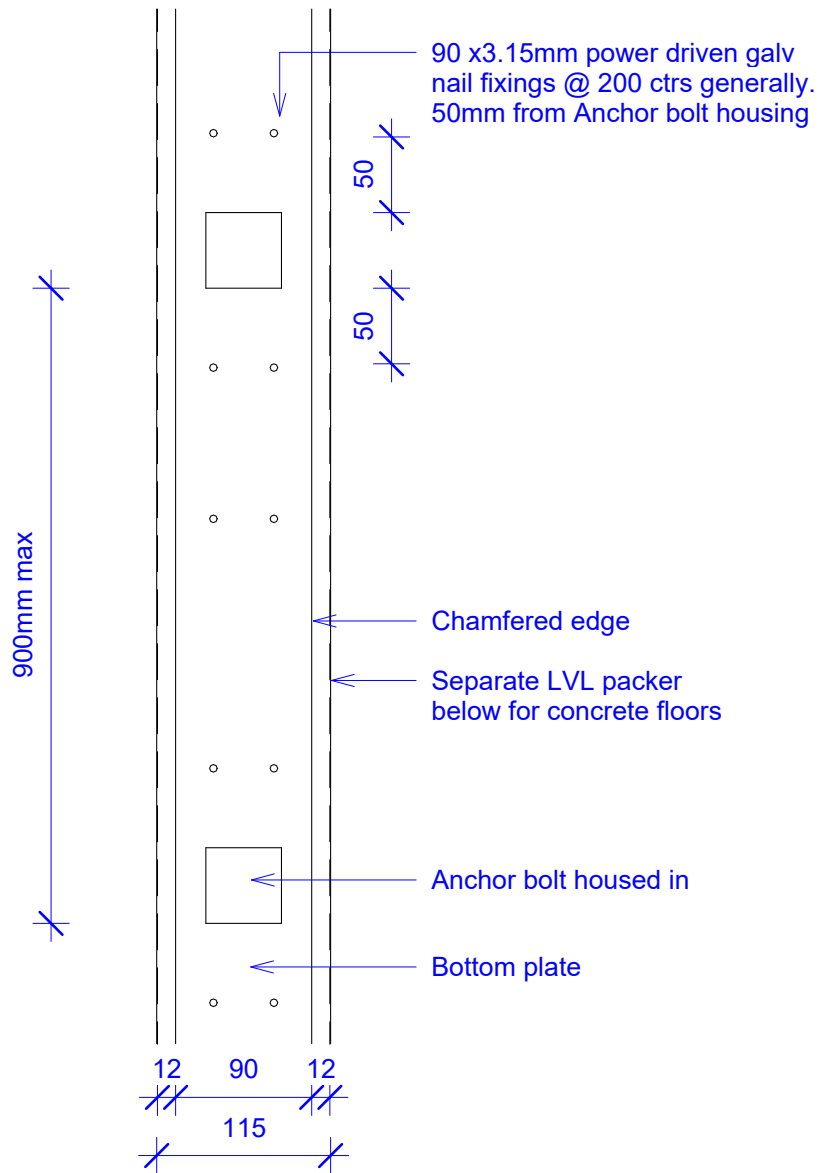 90 x3.15mm power driven galv
nail fixings @ 200 ctrs generally.
50mm from Anchor bolt housing
50
50
900mm max
Chamfered edge
Separate LVL packer
below for concrete floors
Anchor bolt housed in
Bottom plate
12 90 12
115